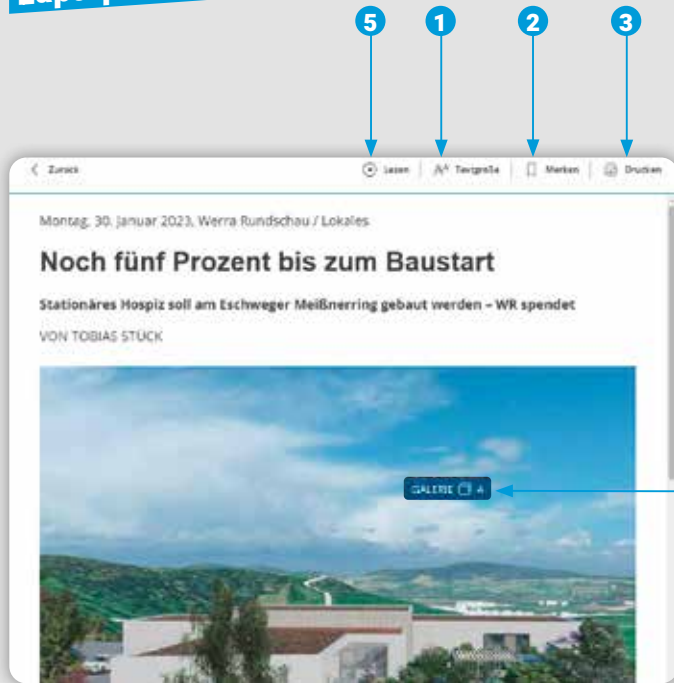 5 1 2 3
Zurück Lesen Textgröße Merken Drucken
Montag, 30. Januar 2023, Werra Rundschau / Lokales
Noch fünf Prozent bis zum Baustart
Stationäres Hospiz soll am Eschweger Meißnerring gebaut werden – WR spendet
VON TOBIAS STÜCK
GALERIE 4